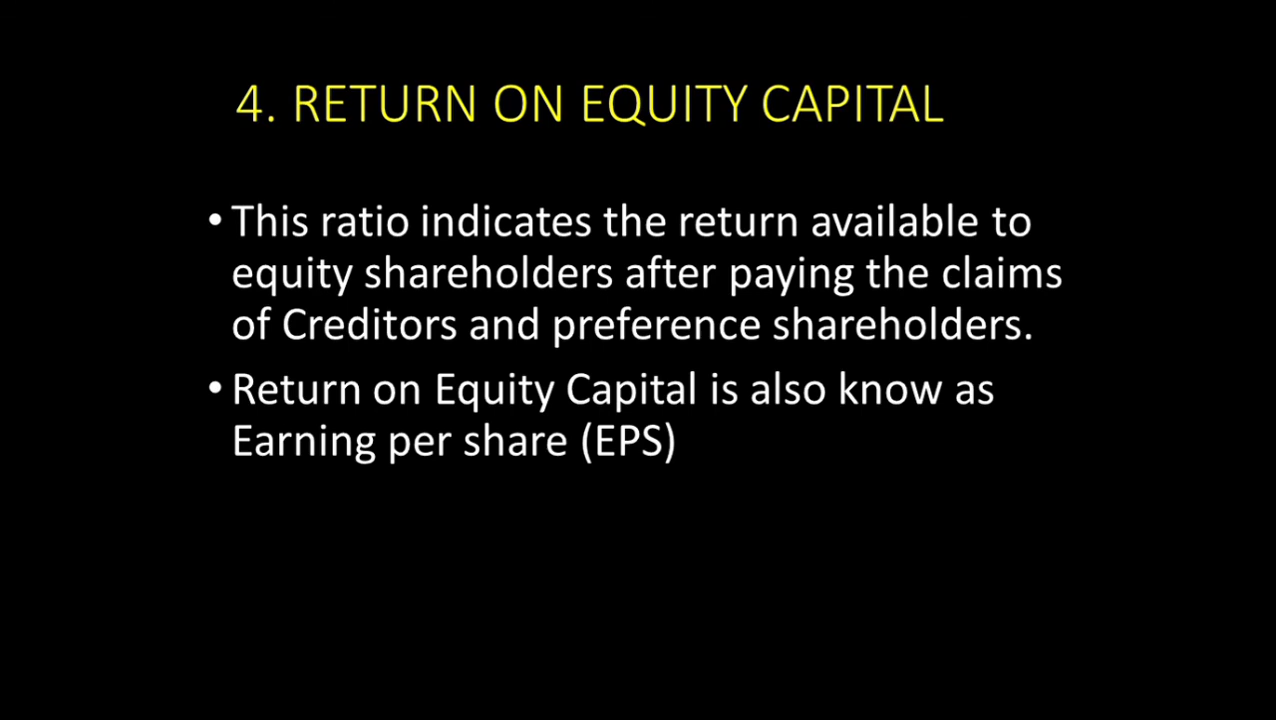 4. RETURN ON EQUITY CAPITAL
• This ratio indicates the return available to
equity shareholders after paying the claims
of Creditors and preference shareholders.
• Return on Equity Capital is also know as
Earning per share (EPS)